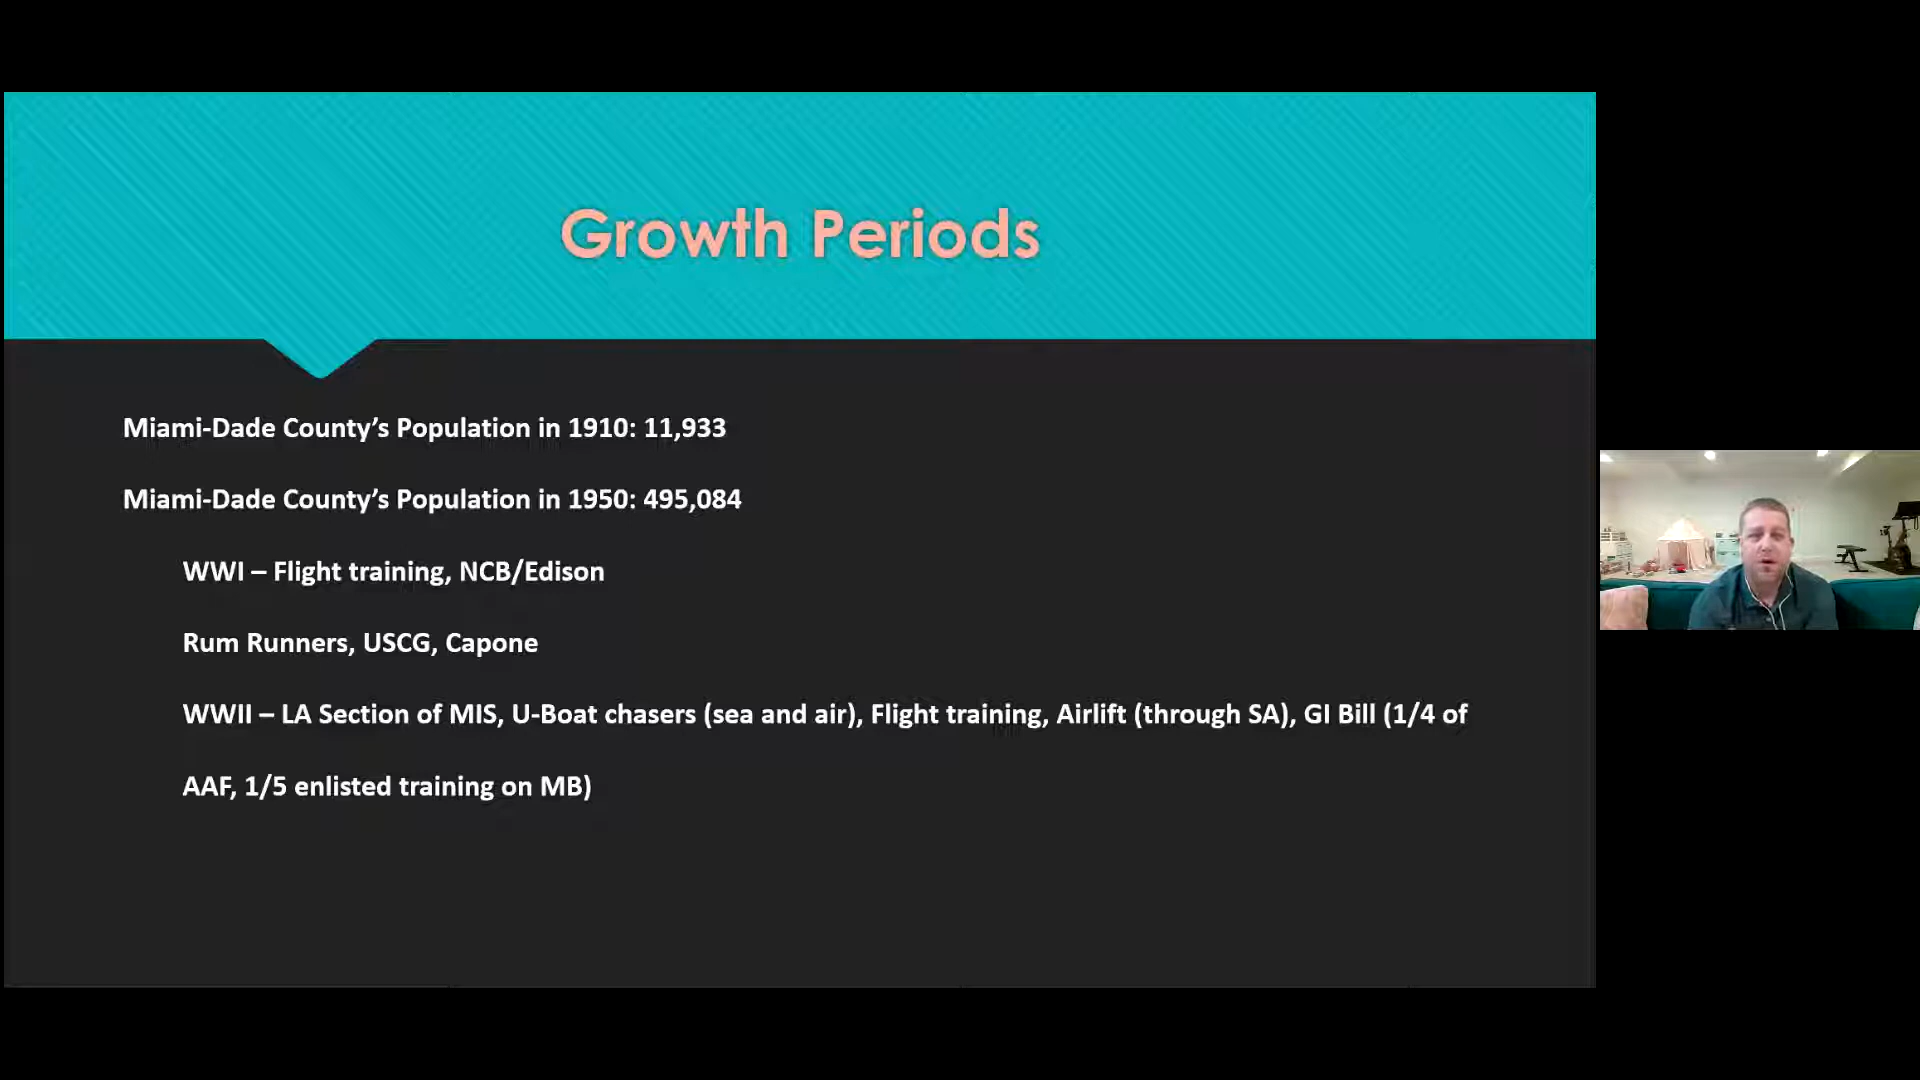 Growth Periods
Miami-Dade County’s Population in 1910: 11,933
Miami-Dade County’s Population in 1950: 495,084
WWI – Flight training, NCB/Edison
Rum Runners, USCG, Capone
WWII – LA Section of MIS, U-Boat chasers (sea and air), Flight training, Airlift (through SA), GI Bill (1/4 of
AAF, 1/5 enlisted training on MB)